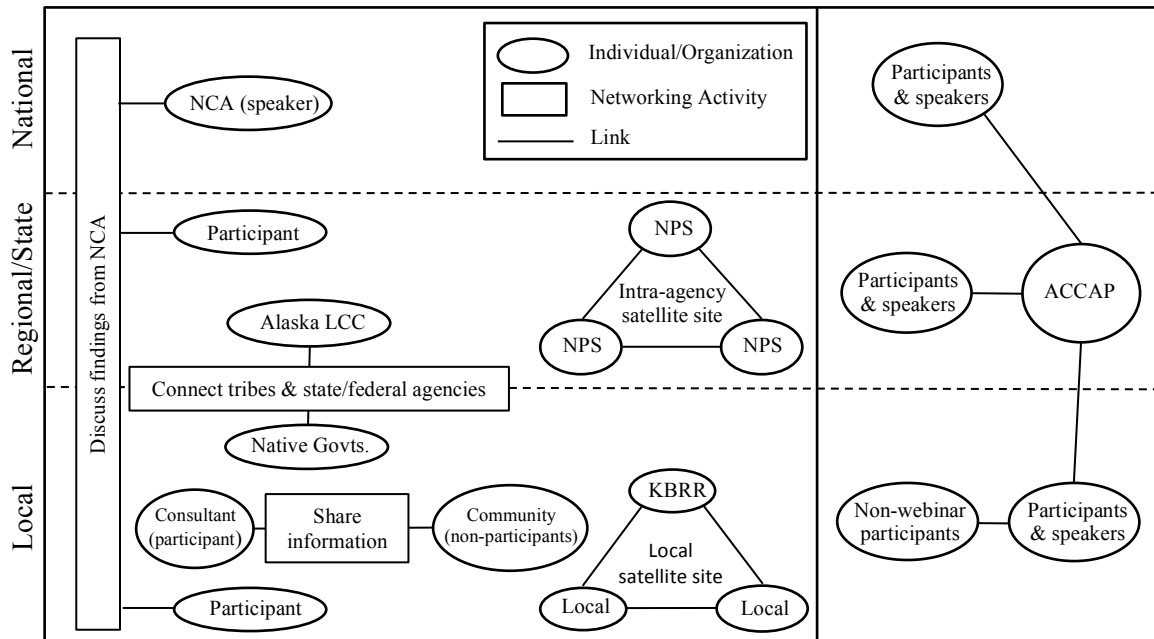 National
Regional/State
Local
Discuss findings from NCA
NCA (speaker)
Individual/Organization
Networking Activity
Link
Participant
NPS
Intra-agency
satellite site
NPS
NPS
Alaska LCC
Connect tribes & state/federal agencies
Native Govts.
Consultant
(participant)
Share
information
Community
(non-participants)
KBRR
Local
satellite site
Local
Local
Participant
Participants
& speakers
Participants
& speakers
ACCAP
Non-webinar
participants
Participants
& speakers